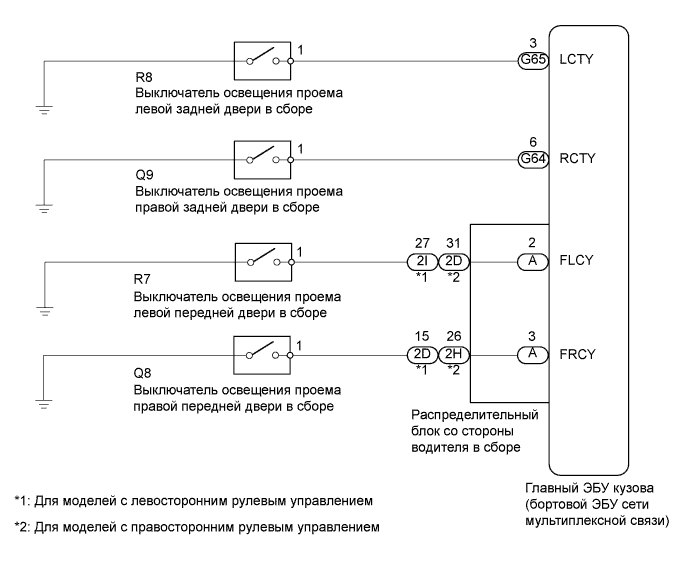 1
3
G65
LCTY
R8
Выключатель освещения проема
левой задней двери в сборе
1
6
G64
RCTY
Q9
Выключатель освещения проема
правой задней двери в сборе
1
27
31
2
2I
2D
A
FLCY
*1
*2
R7
Выключатель освещения проема
левой передней двери в сборе
1
15
26
3
2D
2H
A
FRCY
*1
*2
Q8
Выключатель освещения проема
правой передней двери в сборе
Распределительный
блок со стороны
водителя в сборе
Главный ЭБУ кузова
(бортовой ЭБУ сети
мультиплексной связи)
*1: Для моделей с левосторонним рулевым управлением
*2: Для моделей с правосторонним рулевым управлением